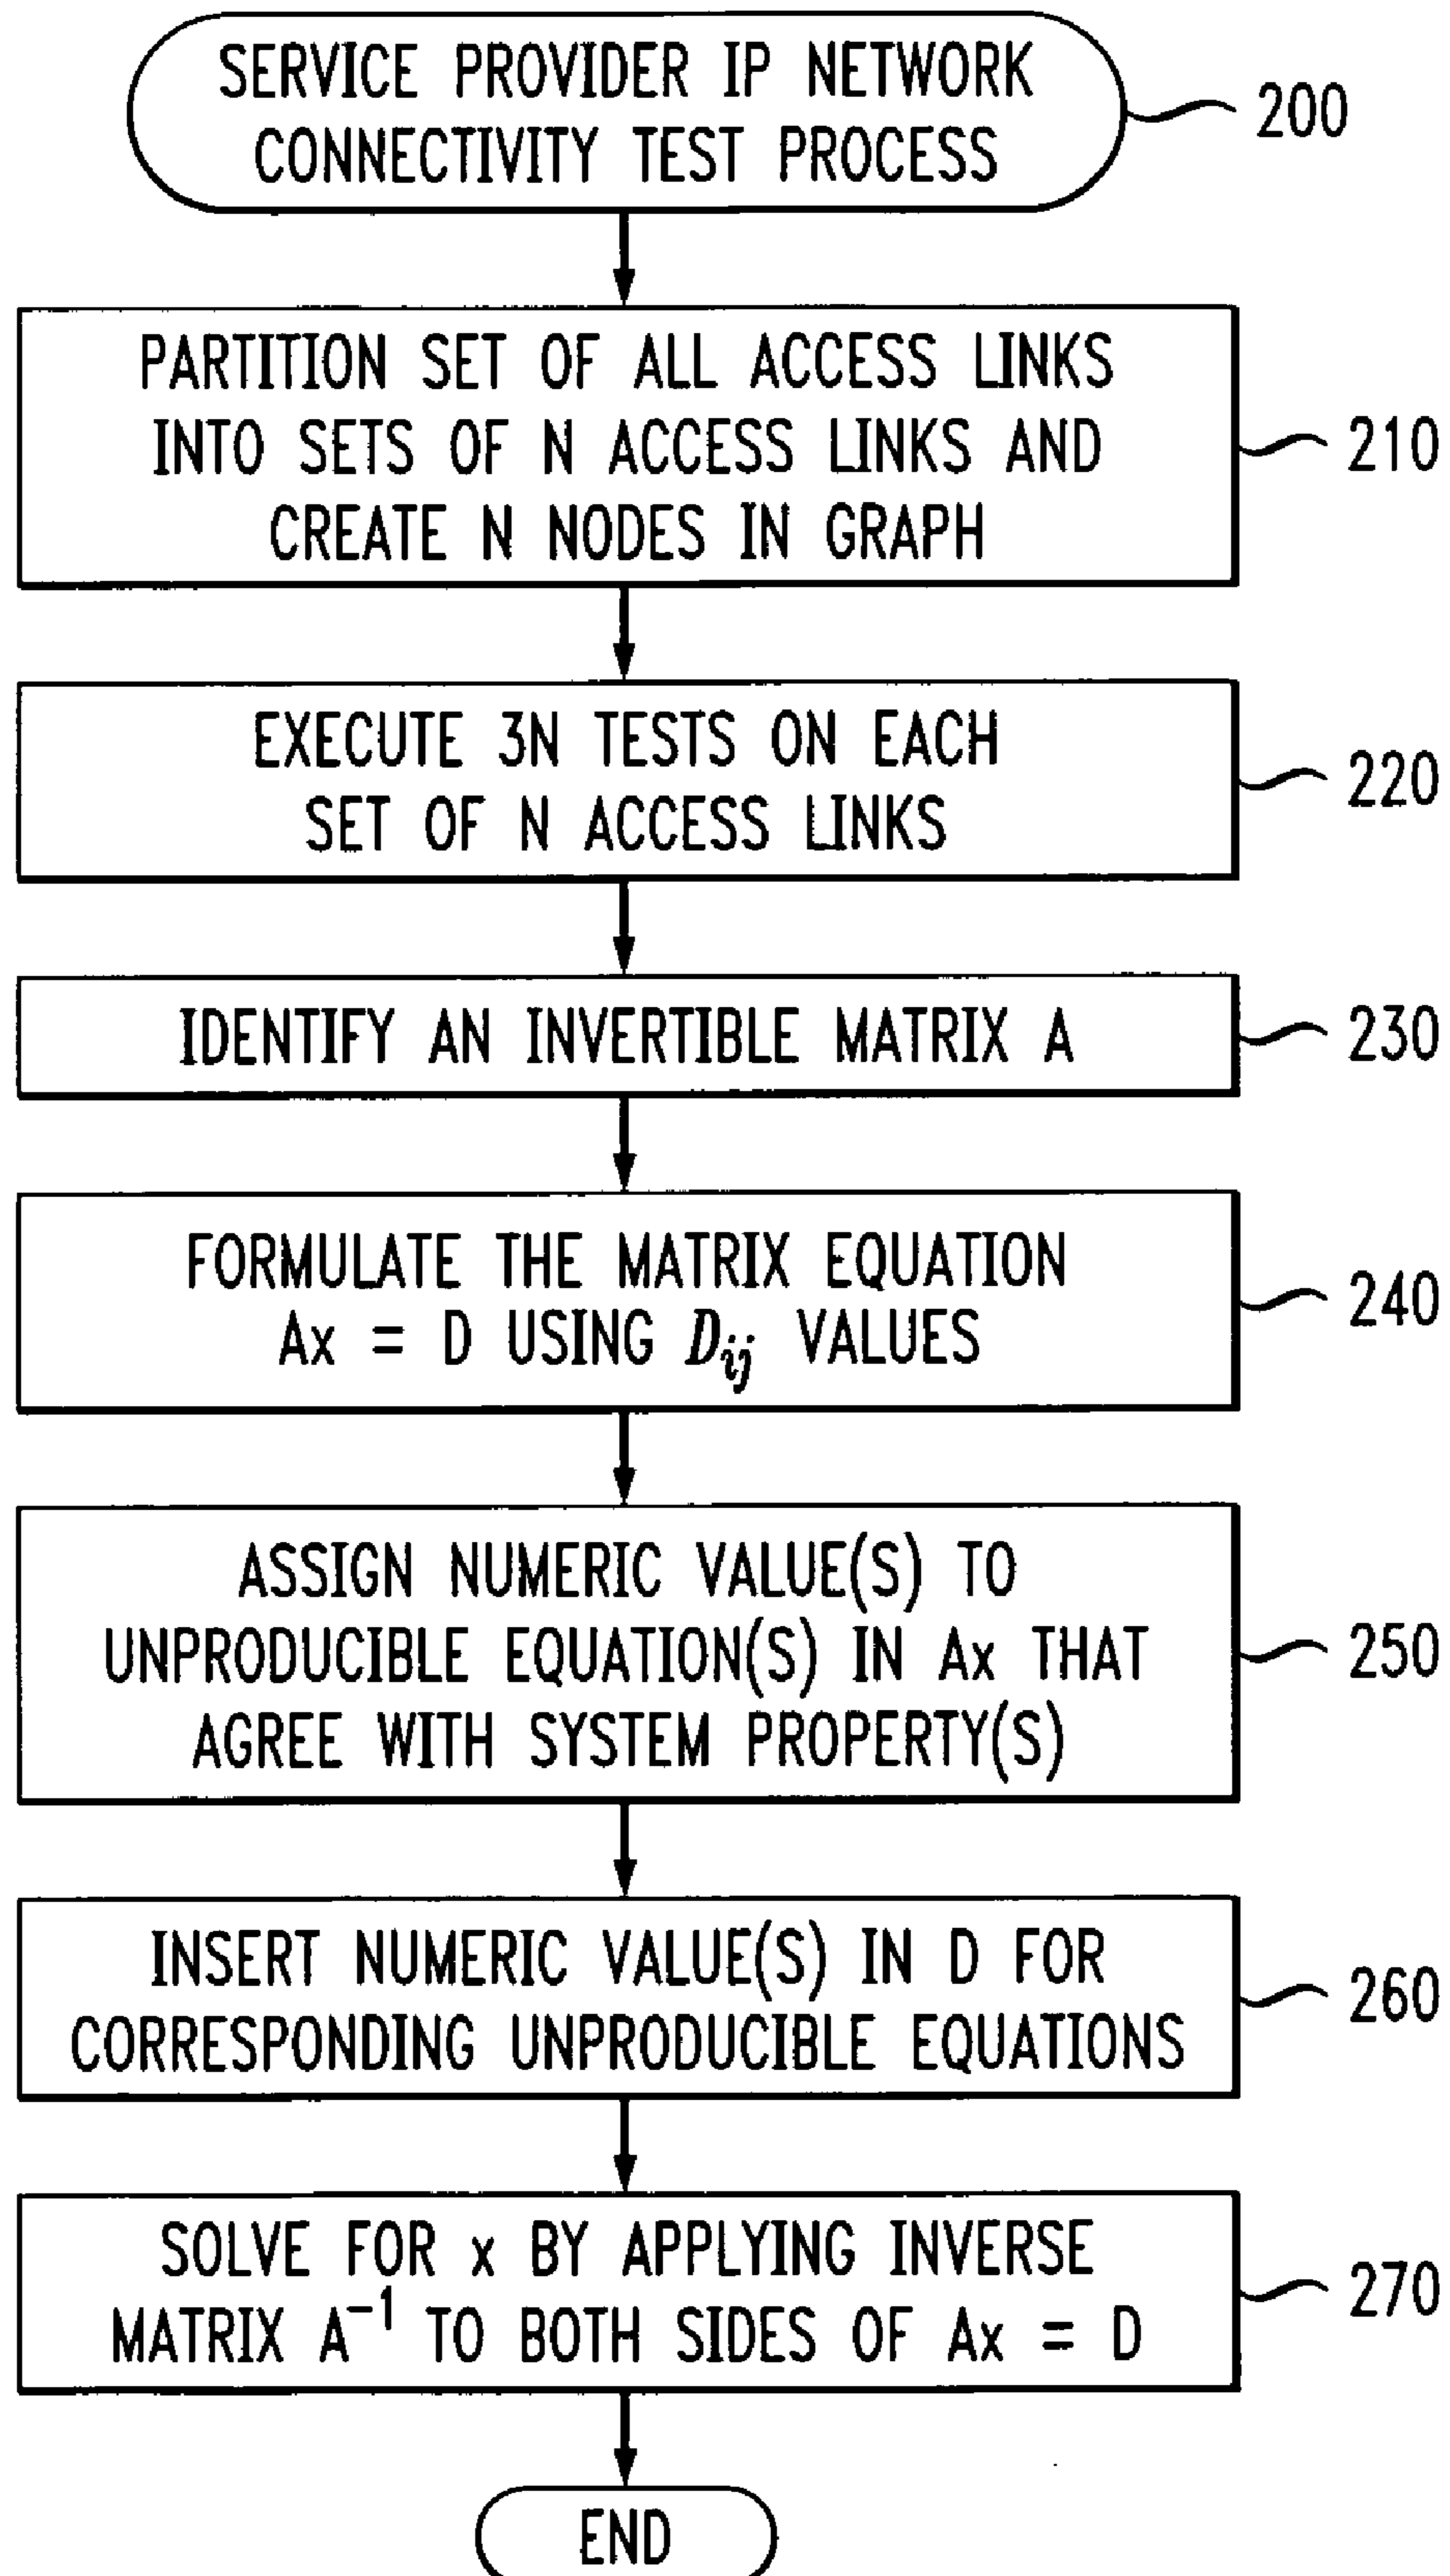 SERVICE PROVIDER IP NETWORK
CONNECTIVITY TEST PROCESS
200
PARTITION SET OF ALL ACCESS LINKS
INTO SETS OF N ACCESS LINKS AND
CREATE N NODES IN GRAPH
210
EXECUTE 3N TESTS ON EACH
SET OF N ACCESS LINKS
220
IDENTIFY AN INVERTIBLE MATRIX A
230
FORMULATE THE MATRIX EQUATION
Ax = D USING D_ij VALUES
240
ASSIGN NUMERIC VALUE(S) TO
UNPRODUCIBLE EQUATION(S) IN Ax THAT
AGREE WITH SYSTEM PROPERTY(S)
250
INSERT NUMERIC VALUE(S) IN D FOR
CORRESPONDING UNPRODUCIBLE EQUATIONS
260
SOLVE FOR x BY APPLYING INVERSE
MATRIX A⁻¹ TO BOTH SIDES OF Ax = D
270
END